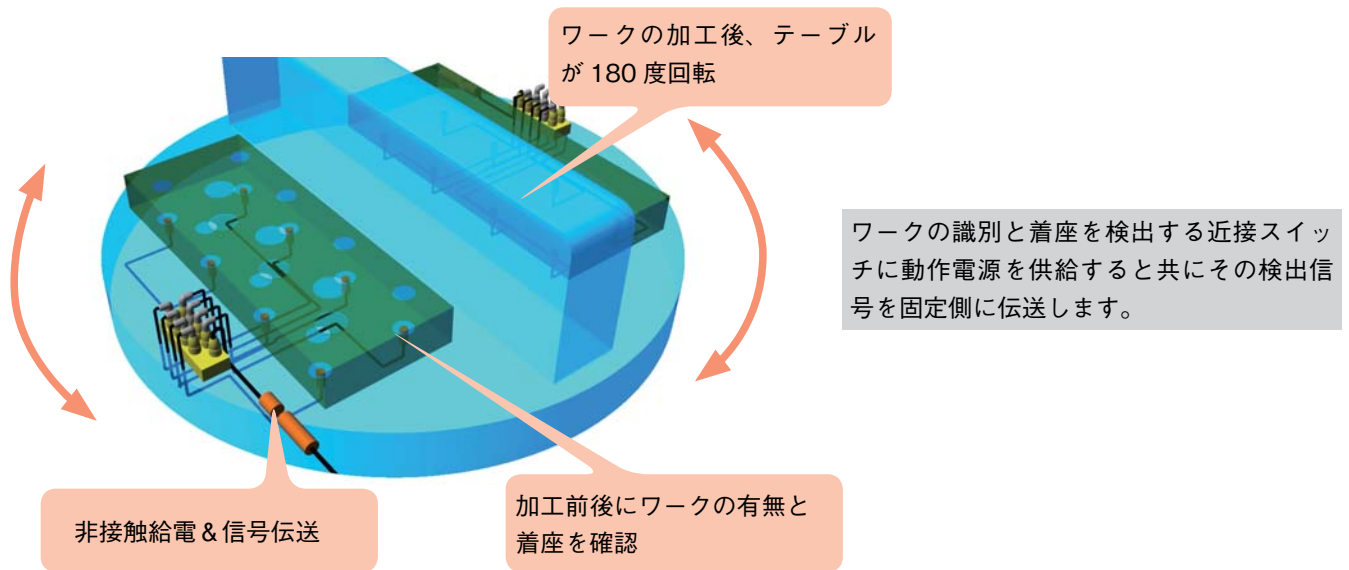 ワークの加工後、テーブル
が 180 度回転
ワークの識別と着座を検出する近接スイッ
チに動作電源を供給すると共にその検出信
号を固定側に伝送します。
非接触給電&信号伝送
加工前後にワークの有無と
着座を確認